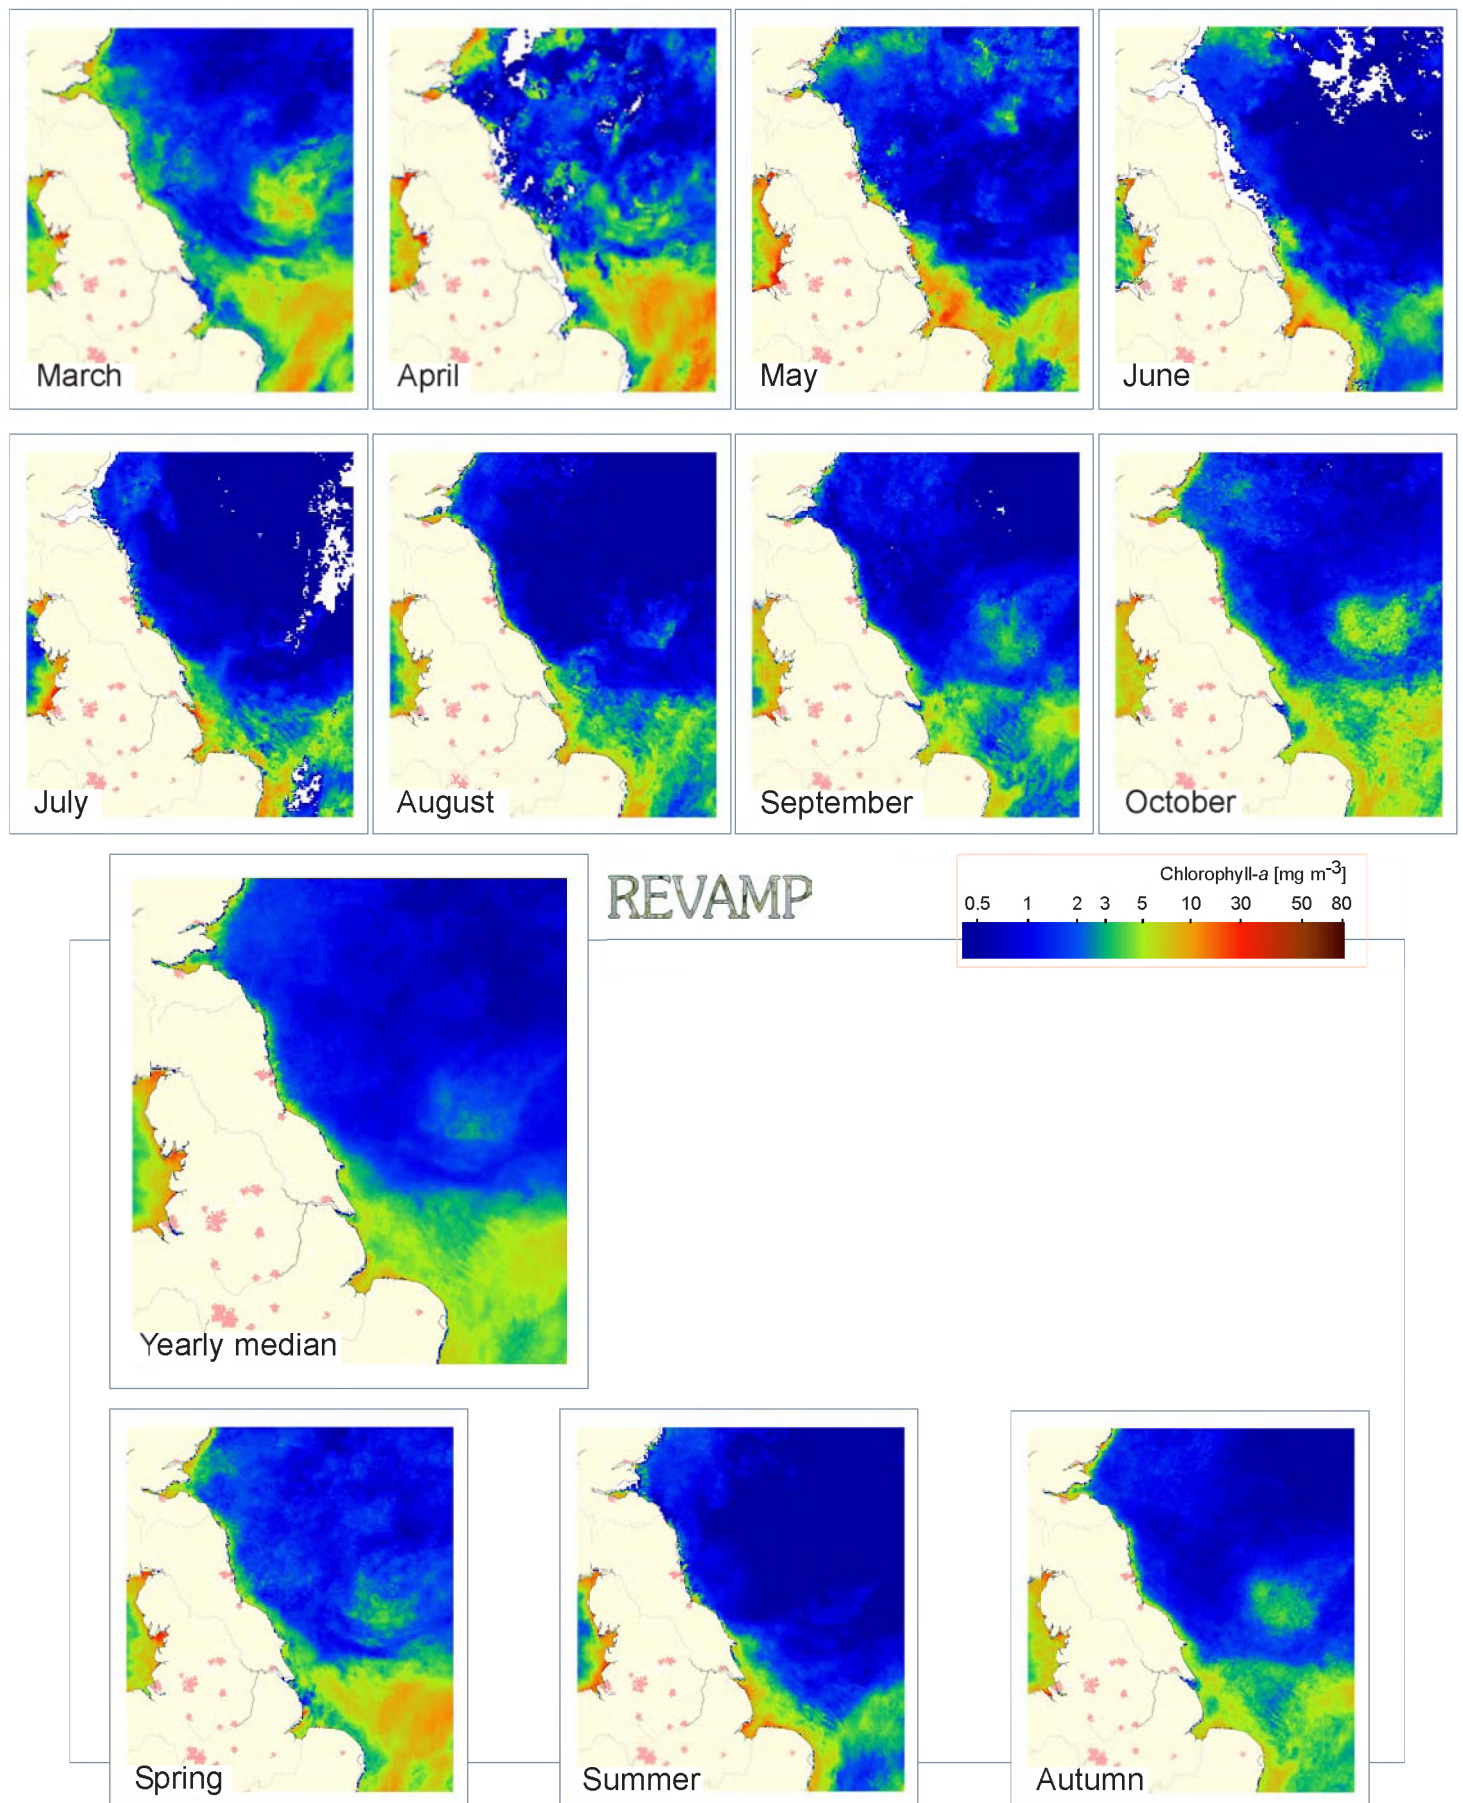 March
April
May
June
July
August
September
October
REVAMP
Chlorophyll-a [mg m-3]
0.5 1 2 3 5 10 30 50 80
Yearly median
Spring
Summer
Autumn